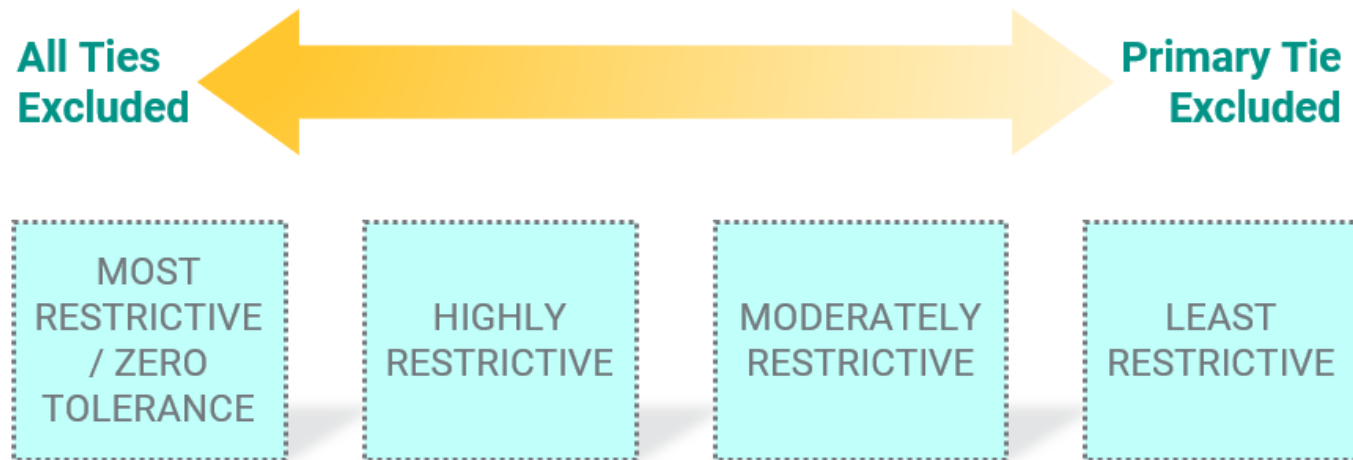 All Ties
Excluded
Primary Tie
Excluded
MOST
RESTRICTIVE
/ ZERO
TOLERANCE
HIGHLY
RESTRICTIVE
MODERATELY
RESTRICTIVE
LEAST
RESTRICTIVE